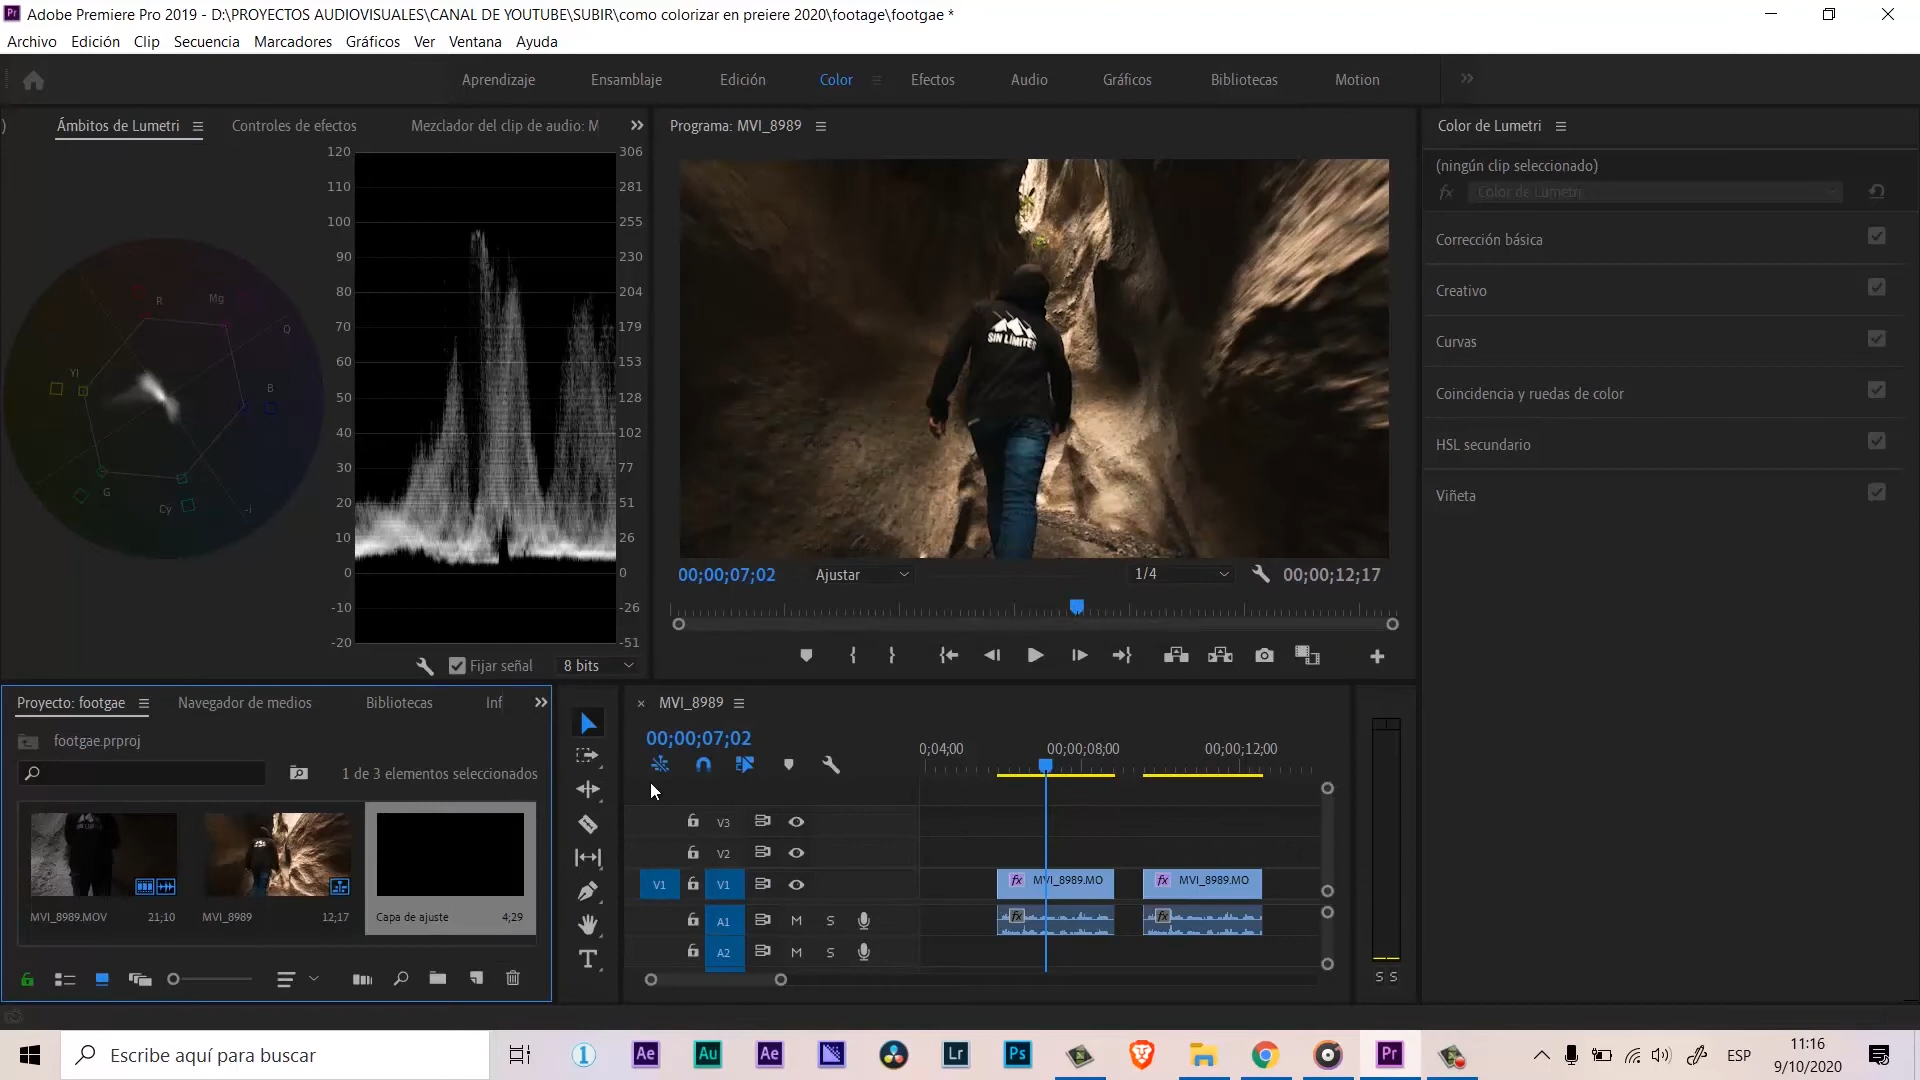 Adobe Premiere Pro 2019 - D:\PROYECTOS AUDIOVISUALES\CANAL DE YOUTUBE\SUBIR\como colorizar en preiere 2020\footage\footgae *
Archivo Edición Clip Secuencia Marcadores Gráficos Ver Ventana Ayuda
Aprendizaje Ensamblaje Edición Color Efectos Audio Gráficos Bibliotecas Motion
Ámbitos de Lumetri Controles de efectos Mezclador del clip de audio: M
120 306
110 281
100 255
90 230
80 204
70 179
60 153
50 128
40 102
30 77
20 51
10 26
0 0
-10 -26
-20 -51
R Mg Q
Yl B
G Cy -i
Fijar señal 8 bits
Programa: MVI_8989
SIN LIMITES
00;00;07;02 Ajustar 1/4 00;00;12;17
Color de Lumetri
(ningún clip seleccionado)
fx Color de Lumetri
Corrección básica
Creativo
Curvas
Coincidencia y ruedas de color
HSL secundario
Viñeta
Proyecto: footgae Navegador de medios Bibliotecas Inf
footgae.prproj
1 de 3 elementos seleccionados
MVI_8989.MOV 21;10 MVI_8989 12;17 Capa de ajuste 4;29
× MVI_8989
00;00;07;02
0;04;00 00;00;08;00 00;00;12;00
V3
V2
V1 V1 fx MVI_8989.MO fx MVI_8989.MO
A1 M S fx fx
A2 M S
S S
Escribe aquí para buscar
1 Ae Au Ae Lr Ps Pr
ESP
11:16
9/10/2020